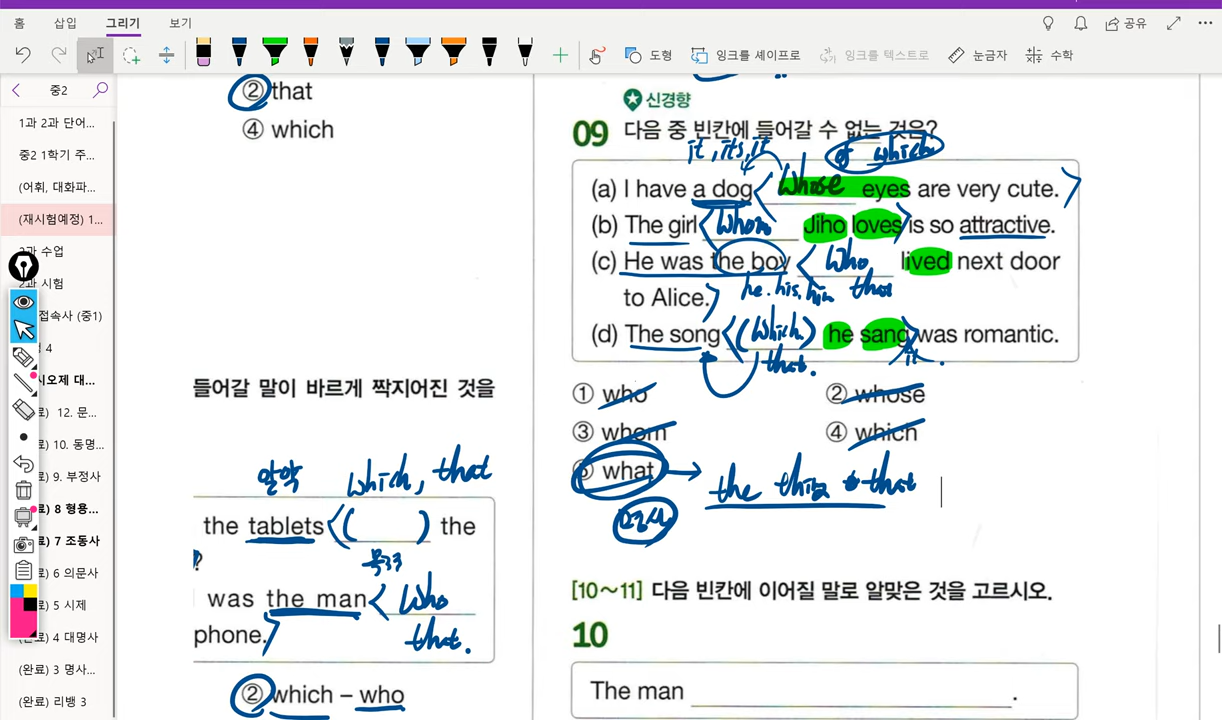 홈 삽입 그리기 보기
공유
도형 잉크를 셰이프로 잉크를 텍스트로 눈금자 수학
중2
1과 2과 단어...
중2 1학기 주...
(어휘, 대화파...
(재시험예정) 1...
2과 수업
2과 시험
접속사 (중1)
4
시오제 대...
료) 12. 문...
료) 10. 동명...
료) 9. 부정사
료) 8 형용...
료) 7 조동사
료) 6 의문사
료) 5 시제
(완료) 4 대명사
(완료) 3 명사...
(완료) 리뱅 3
② that
④ which
들어갈 말이 바르게 짝지어진 것을
which, that
the tablets ( ) the
?
was the man who
that.
phone.
② which – who
신경향
09 다음 중 빈칸에 들어갈 수 없는 것은?
it, its, it of which
(a) I have a dog whose eyes are very cute.
(b) The girl whom Jiho loves is so attractive.
(c) He was the boy who lived next door
to Alice. he. his. him that
(d) The song (which) he sang was romantic.
that. it
① who ② whose
③ whom ④ which
⑤ what → the thing that
명사
[10~11] 다음 빈칸에 이어질 말로 알맞은 것을 고르시오.
10
The man .